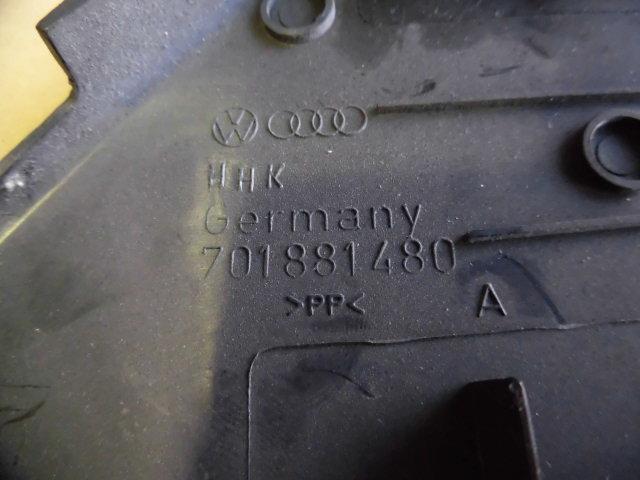 HHK
Germany
701881480
>PP< A